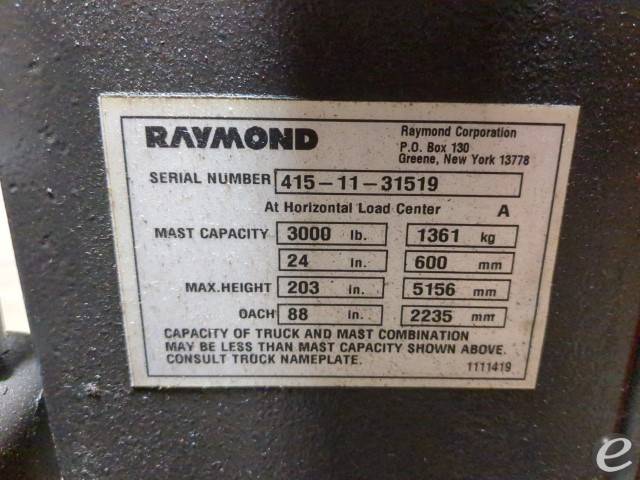 RAYMOND
Raymond Corporation
P.O. Box 130
Greene, New York 13778
SERIAL NUMBER 415-11-31519
At Horizontal Load Center A
MAST CAPACITY 3000 lb. 1361 kg
24 in. 600 mm
MAX.HEIGHT 203 in. 5156 mm
OACH 88 in. 2235 mm
CAPACITY OF TRUCK AND MAST COMBINATION
MAY BE LESS THAN MAST CAPACITY SHOWN ABOVE.
CONSULT TRUCK NAMEPLATE.
1111419
e